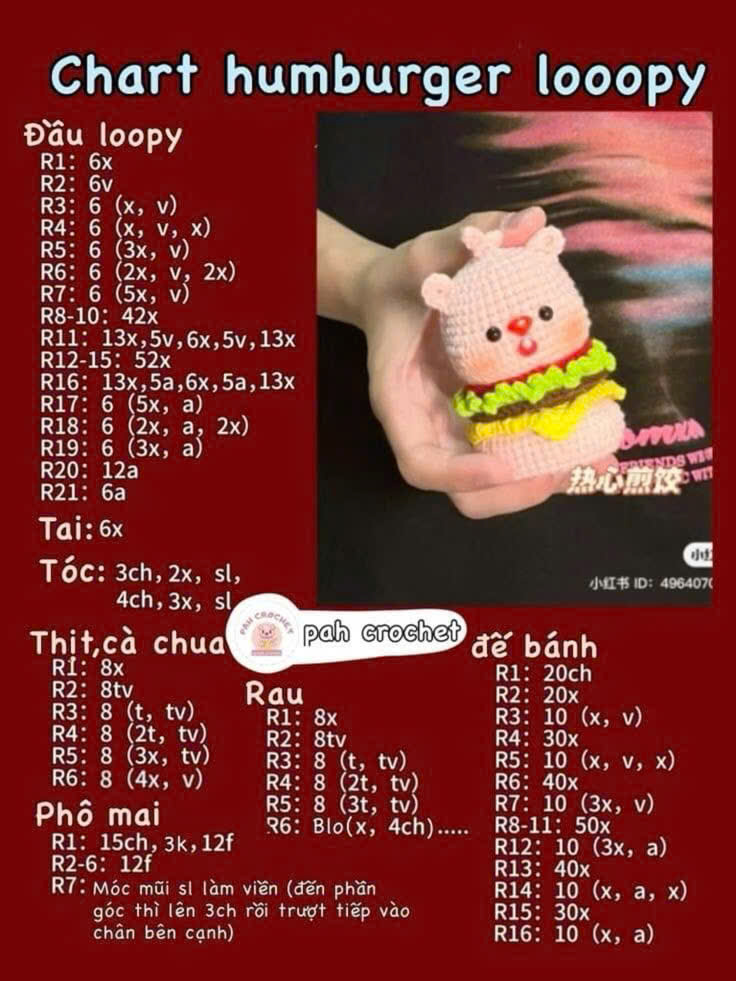 Chart humburger looopy
Đầu loopy
R1: 6x
R2: 6v
R3: 6 (x, v)
R4: 6 (x, v, x)
R5: 6 (3x, v)
R6: 6 (2x, v, 2x)
R7: 6 (5x, v)
R8-10: 42x
R11: 13x,5v,6x,5v,13x
R12-15: 52x
R16: 13x,5a,6x,5a,13x
R17: 6 (5x, a)
R18: 6 (2x, a, 2x)
R19: 6 (3x, a)
R20: 12a
R21: 6a
Tai: 6x
Tóc: 3ch, 2x, sl,
4ch, 3x, sl
热心煎饺
小红书 ID: 496407
PAH CROCHET
pah crochet
Thịt,cà chua
R1: 8x
R2: 8tv
R3: 8 (t, tv)
R4: 8 (2t, tv)
R5: 8 (3x, tv)
R6: 8 (4x, v)
Phô mai
R1: 15ch, 3k, 12f
R2-6: 12f
R7: Móc mũi sl làm viền (đến phần
góc thì lên 3ch rồi trượt tiếp vào
chân bên cạnh)
Rau
R1: 8x
R2: 8tv
R3: 8 (t, tv)
R4: 8 (2t, tv)
R5: 8 (3t, tv)
R6: Blo(x, 4ch).....
đế bánh
R1: 20ch
R2: 20x
R3: 10 (x, v)
R4: 30x
R5: 10 (x, v, x)
R6: 40x
R7: 10 (3x, v)
R8-11: 50x
R12: 10 (3x, a)
R13: 40x
R14: 10 (x, a, x)
R15: 30x
R16: 10 (x, a)